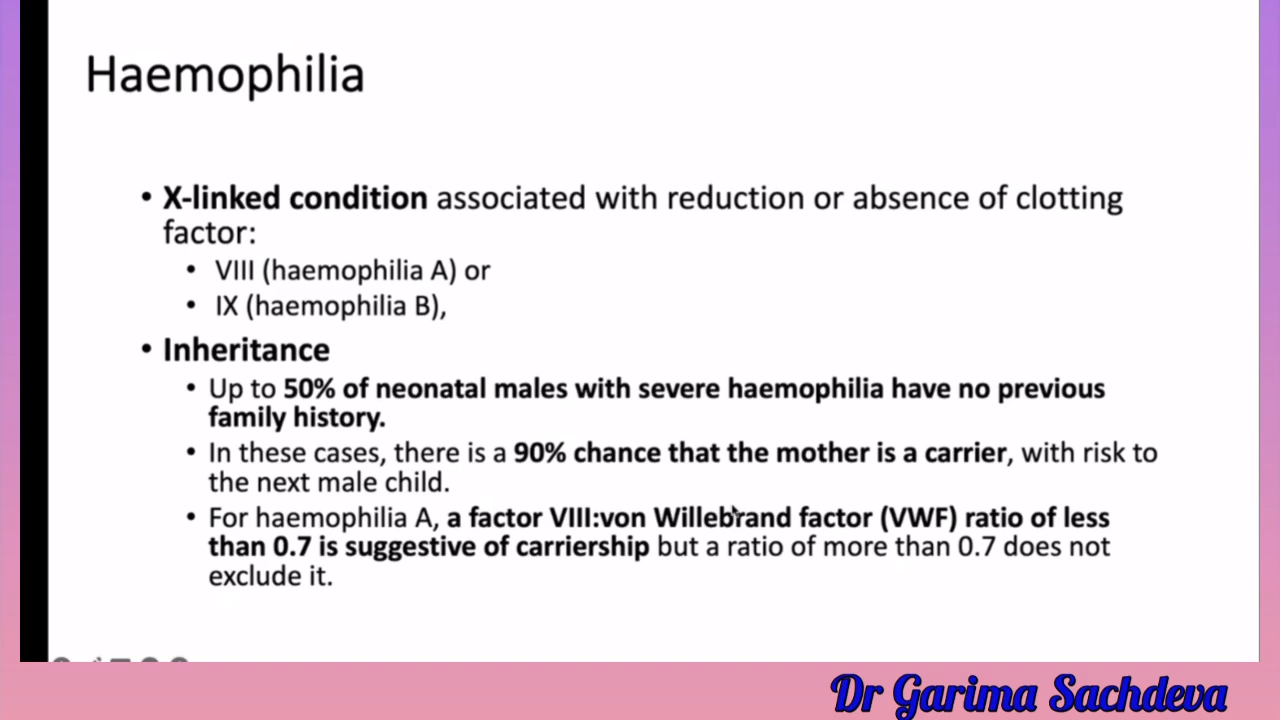 Haemophilia
• X-linked condition associated with reduction or absence of clotting
factor:
• VIII (haemophilia A) or
• IX (haemophilia B),
• Inheritance
• Up to 50% of neonatal males with severe haemophilia have no previous
family history.
• In these cases, there is a 90% chance that the mother is a carrier, with risk to
the next male child.
• For haemophilia A, a factor VIII:von Willebrand factor (VWF) ratio of less
than 0.7 is suggestive of carriership but a ratio of more than 0.7 does not
exclude it.
Dr Garima Sachdeva